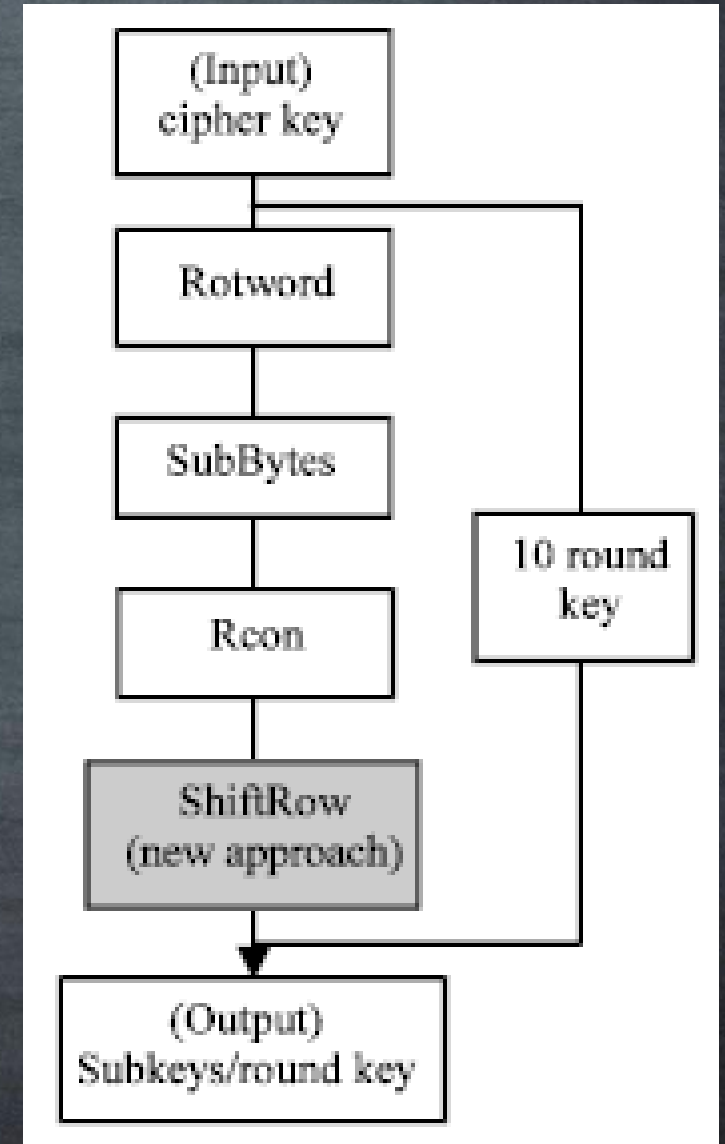 (Input)
cipher key
Rotword
SubBytes
Rcon
10 round
key
ShiftRow
(new approach)
(Output)
Subkeys/round key